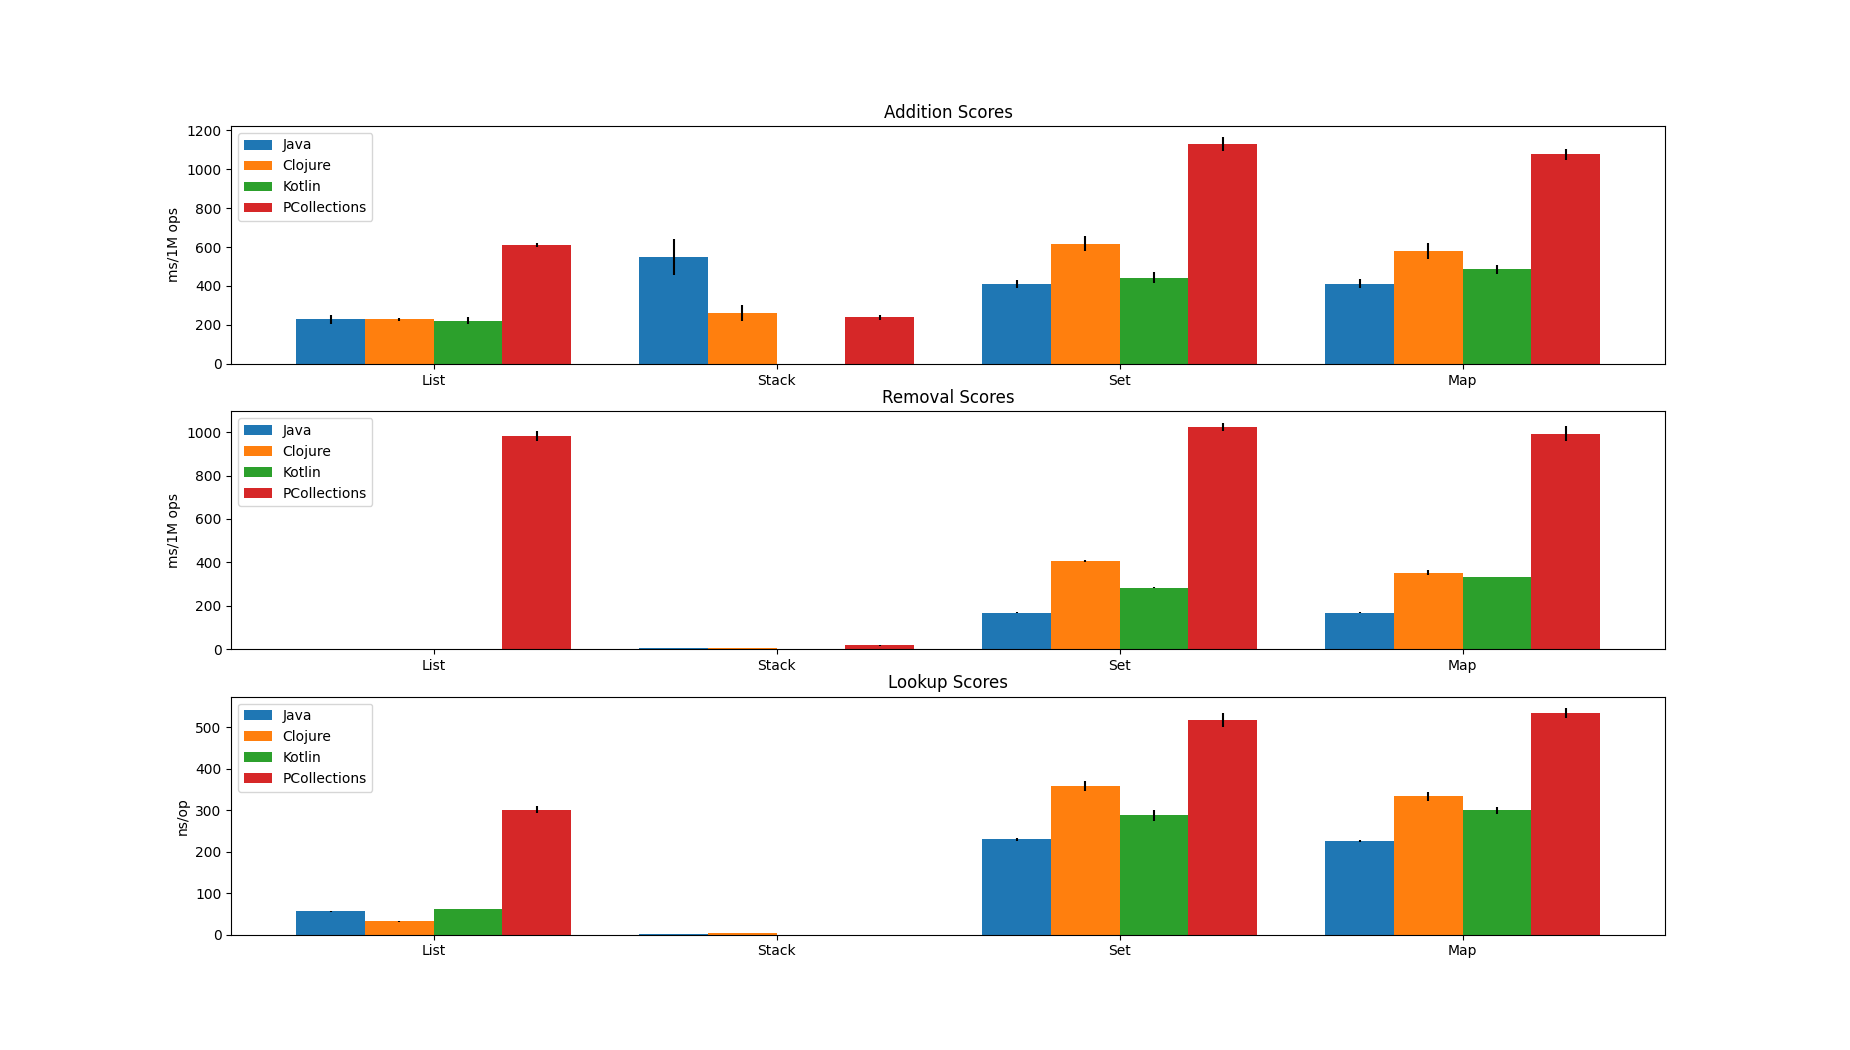 Addition Scores
1200
1000
800
600
400
200
0
ms/1M ops
Java
Clojure
Kotlin
PCollections
List
Stack
Set
Map
Removal Scores
1000
800
600
400
200
0
ms/1M ops
Java
Clojure
Kotlin
PCollections
List
Stack
Set
Map
Lookup Scores
500
400
300
200
100
0
ns/op
Java
Clojure
Kotlin
PCollections
List
Stack
Set
Map